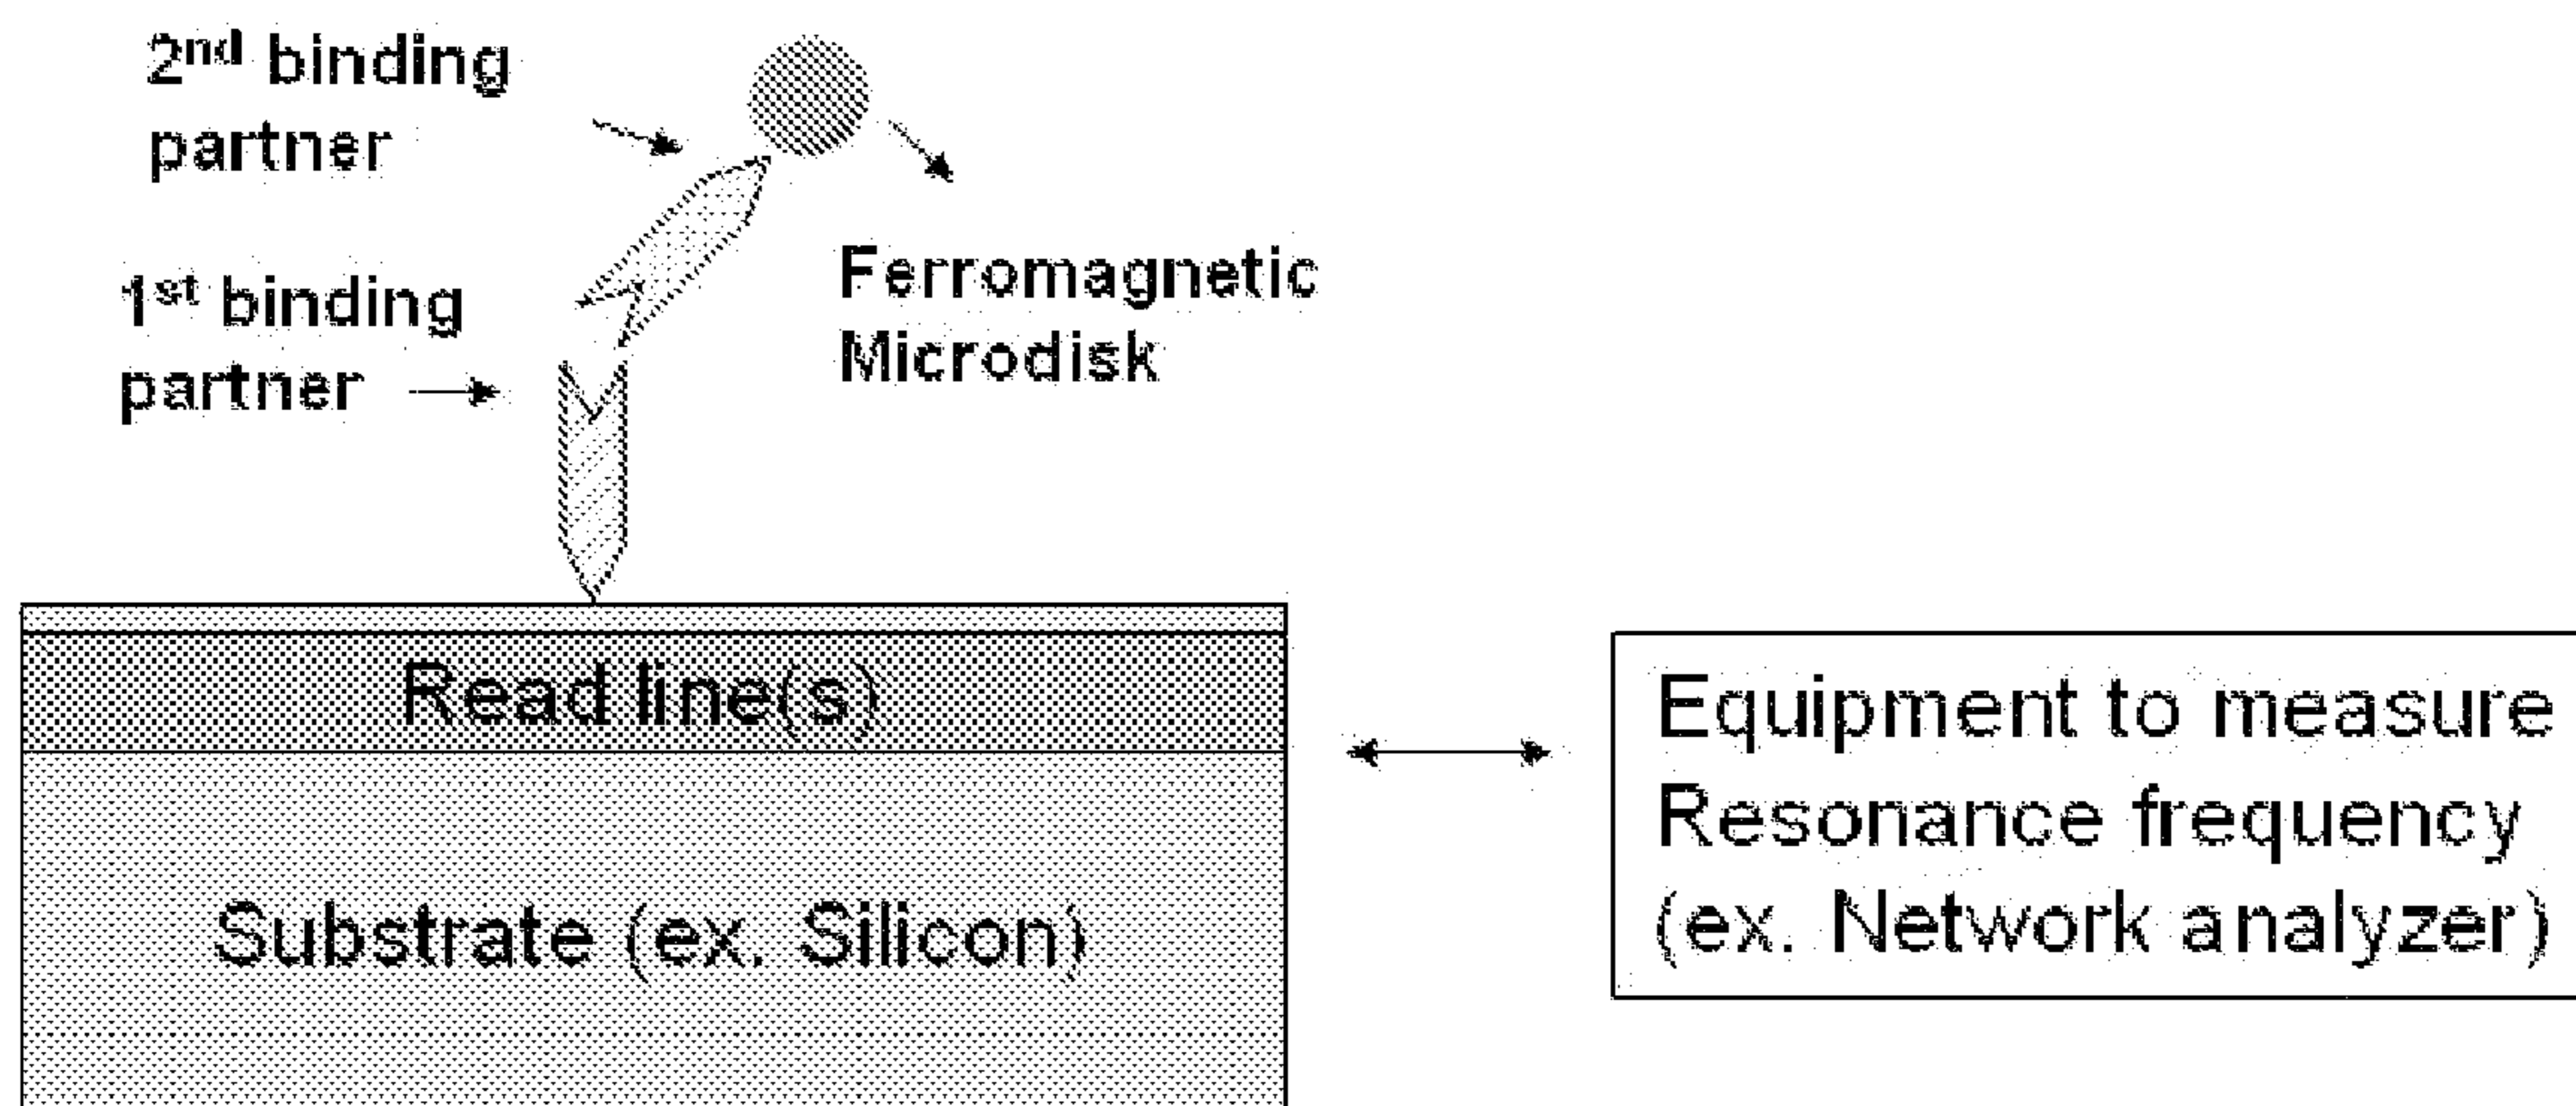 2nd binding
partner
1st binding
partner
Ferromagnetic
Microdisk
Read line(s)
Substrate (ex. Silicon)
Equipment to measure
Resonance frequency
(ex. Network analyzer)